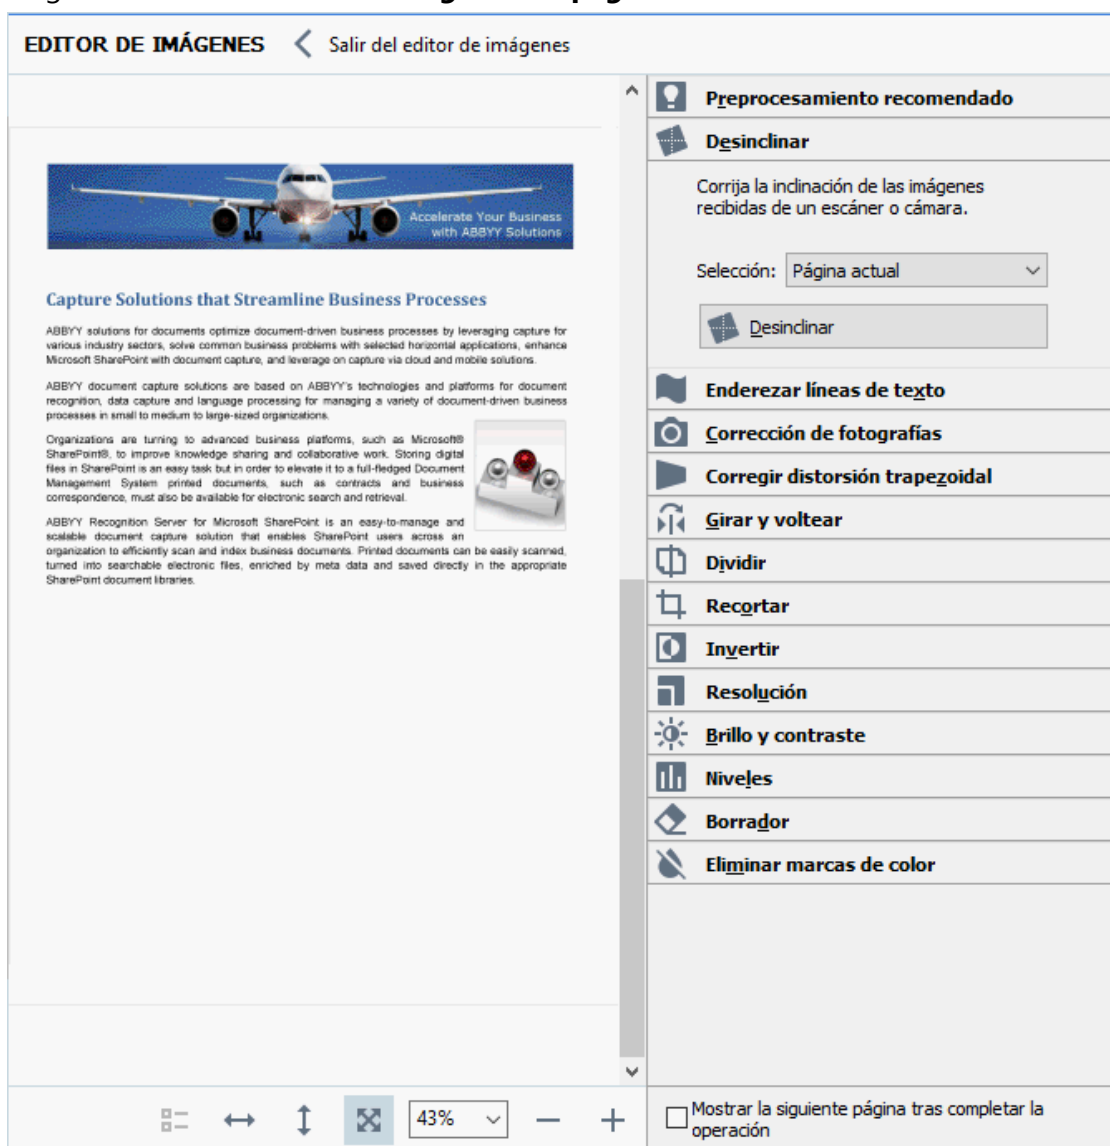 EDITOR DE IMÁGENES
Salir del editor de imágenes
Accelerate Your Business
with ABBYY Solutions
Capture Solutions that Streamline Business Processes
ABBYY solutions for documents optimize document-driven business processes by leveraging capture for
various industry sectors, solve common business problems with selected horizontal applications, enhance
Microsoft SharePoint with document capture, and leverage on capture via cloud and mobile solutions.
ABBYY document capture solutions are based on ABBYY's technologies and platforms for document
recognition, data capture and language processing for managing a variety of document-driven business
processes in small to medium to large-sized organizations.
Organizations are turning to advanced business platforms, such as Microsoft®
SharePoint®, to improve knowledge sharing and collaborative work. Storing digital
files in SharePoint is an easy task but in order to elevate it to a full-fledged Document
Management System printed documents, such as contracts and business
correspondence, must also be available for electronic search and retrieval.
ABBYY Recognition Server for Microsoft SharePoint is an easy-to-manage and
scalable document capture solution that enables SharePoint users across an
organization to efficiently scan and index business documents. Printed documents can be easily scanned,
turned into searchable electronic files, enriched by meta data and saved directly in the appropriate
SharePoint document libraries.
43%
Preprocesamiento recomendado
Desinclinar
Corrija la inclinación de las imágenes
recibidas de un escáner o cámara.
Selección: Página actual
Desinclinar
Enderezar líneas de texto
Corrección de fotografías
Corregir distorsión trapezoidal
Girar y voltear
Dividir
Recortar
Invertir
Resolución
Brillo y contraste
Niveles
Borrador
Eliminar marcas de color
Mostrar la siguiente página tras completar la
operación